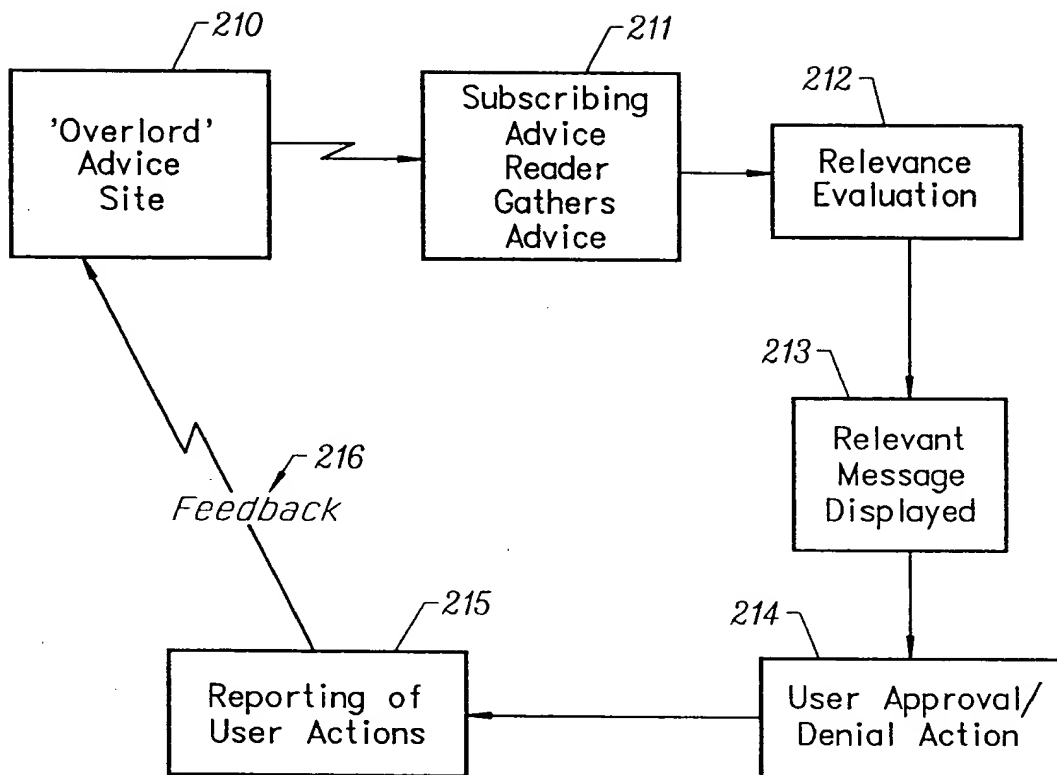 210
'Overlord'
Advice
Site
211
Subscribing
Advice
Reader
Gathers
Advice
212
Relevance
Evaluation
213
Relevant
Message
Displayed
214
User Approval/
Denial Action
215
Reporting of
User Actions
216
Feedback